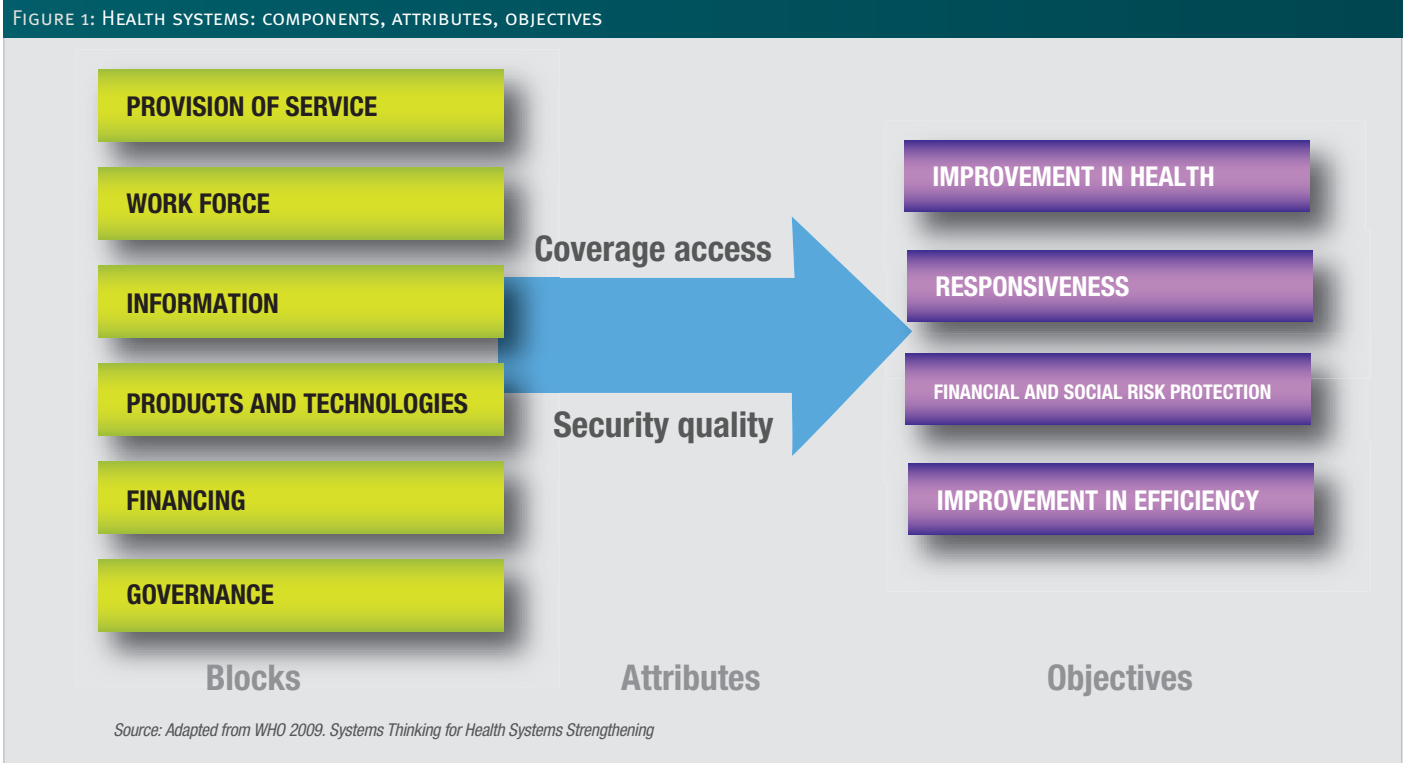 FIGURE 1: HEALTH SYSTEMS: COMPONENTS, ATTRIBUTES, OBJECTIVES
PROVISION OF SERVICE
WORK FORCE
INFORMATION
PRODUCTS AND TECHNOLOGIES
FINANCING
GOVERNANCE
Blocks
Coverage access
Security quality
Attributes
IMPROVEMENT IN HEALTH
RESPONSIVENESS
FINANCIAL AND SOCIAL RISK PROTECTION
IMPROVEMENT IN EFFICIENCY
Objectives
Source: Adapted from WHO 2009. Systems Thinking for Health Systems Strengthening